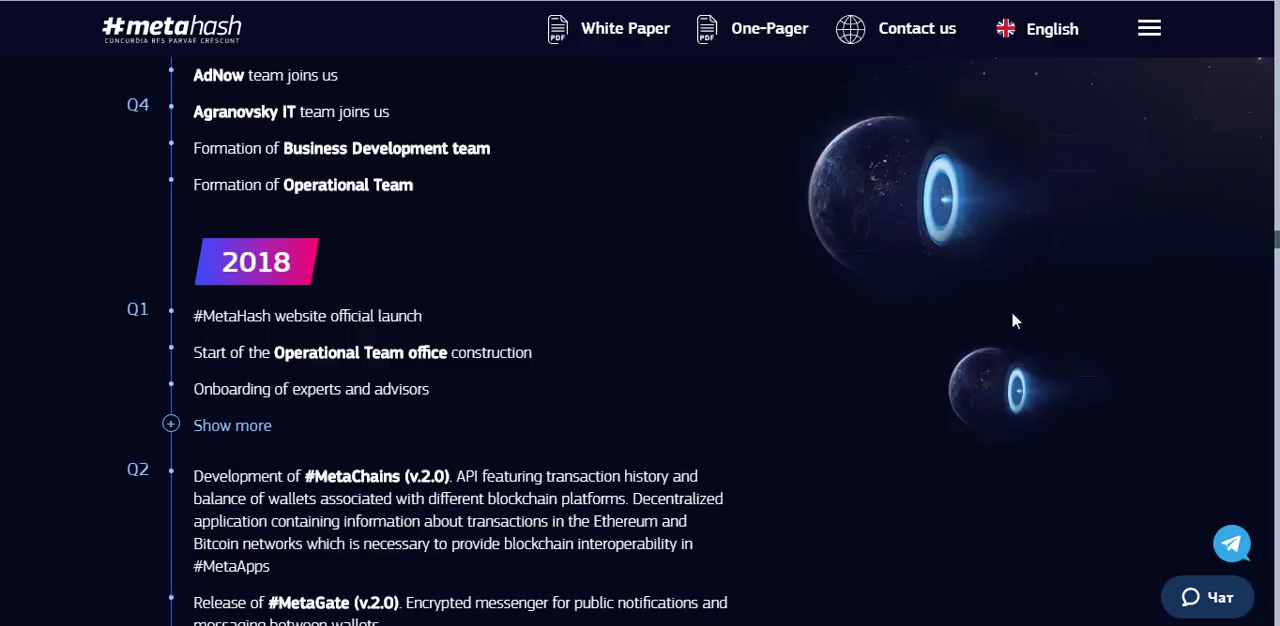 #metahash
CONCORDIA RES PARVAE CRESCUNT
PDF
White Paper
PDF
One-Pager
Contact us
English
AdNow team joins us
Q4
Agranovsky IT team joins us
Formation of Business Development team
Formation of Operational Team
2018
Q1
#MetaHash website official launch
Start of the Operational Team office construction
Onboarding of experts and advisors
Show more
Q2
Development of #MetaChains (v.2.0). API featuring transaction history and
balance of wallets associated with different blockchain platforms. Decentralized
application containing information about transactions in the Ethereum and
Bitcoin networks which is necessary to provide blockchain interoperability in
#MetaApps
Release of #MetaGate (v.2.0). Encrypted messenger for public notifications and
messaging between wallets
Чат